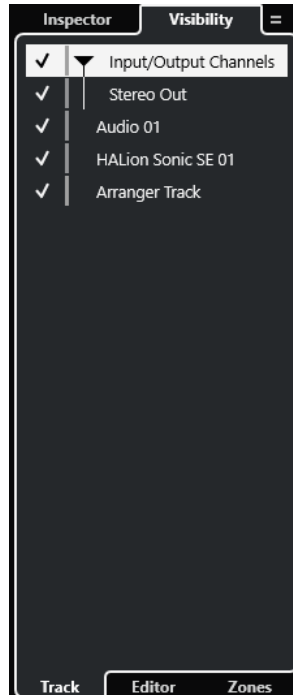 Inspector Visibility =
Input/Output Channels
Stereo Out
Audio 01
HALion Sonic SE 01
Arranger Track
Track Editor Zones